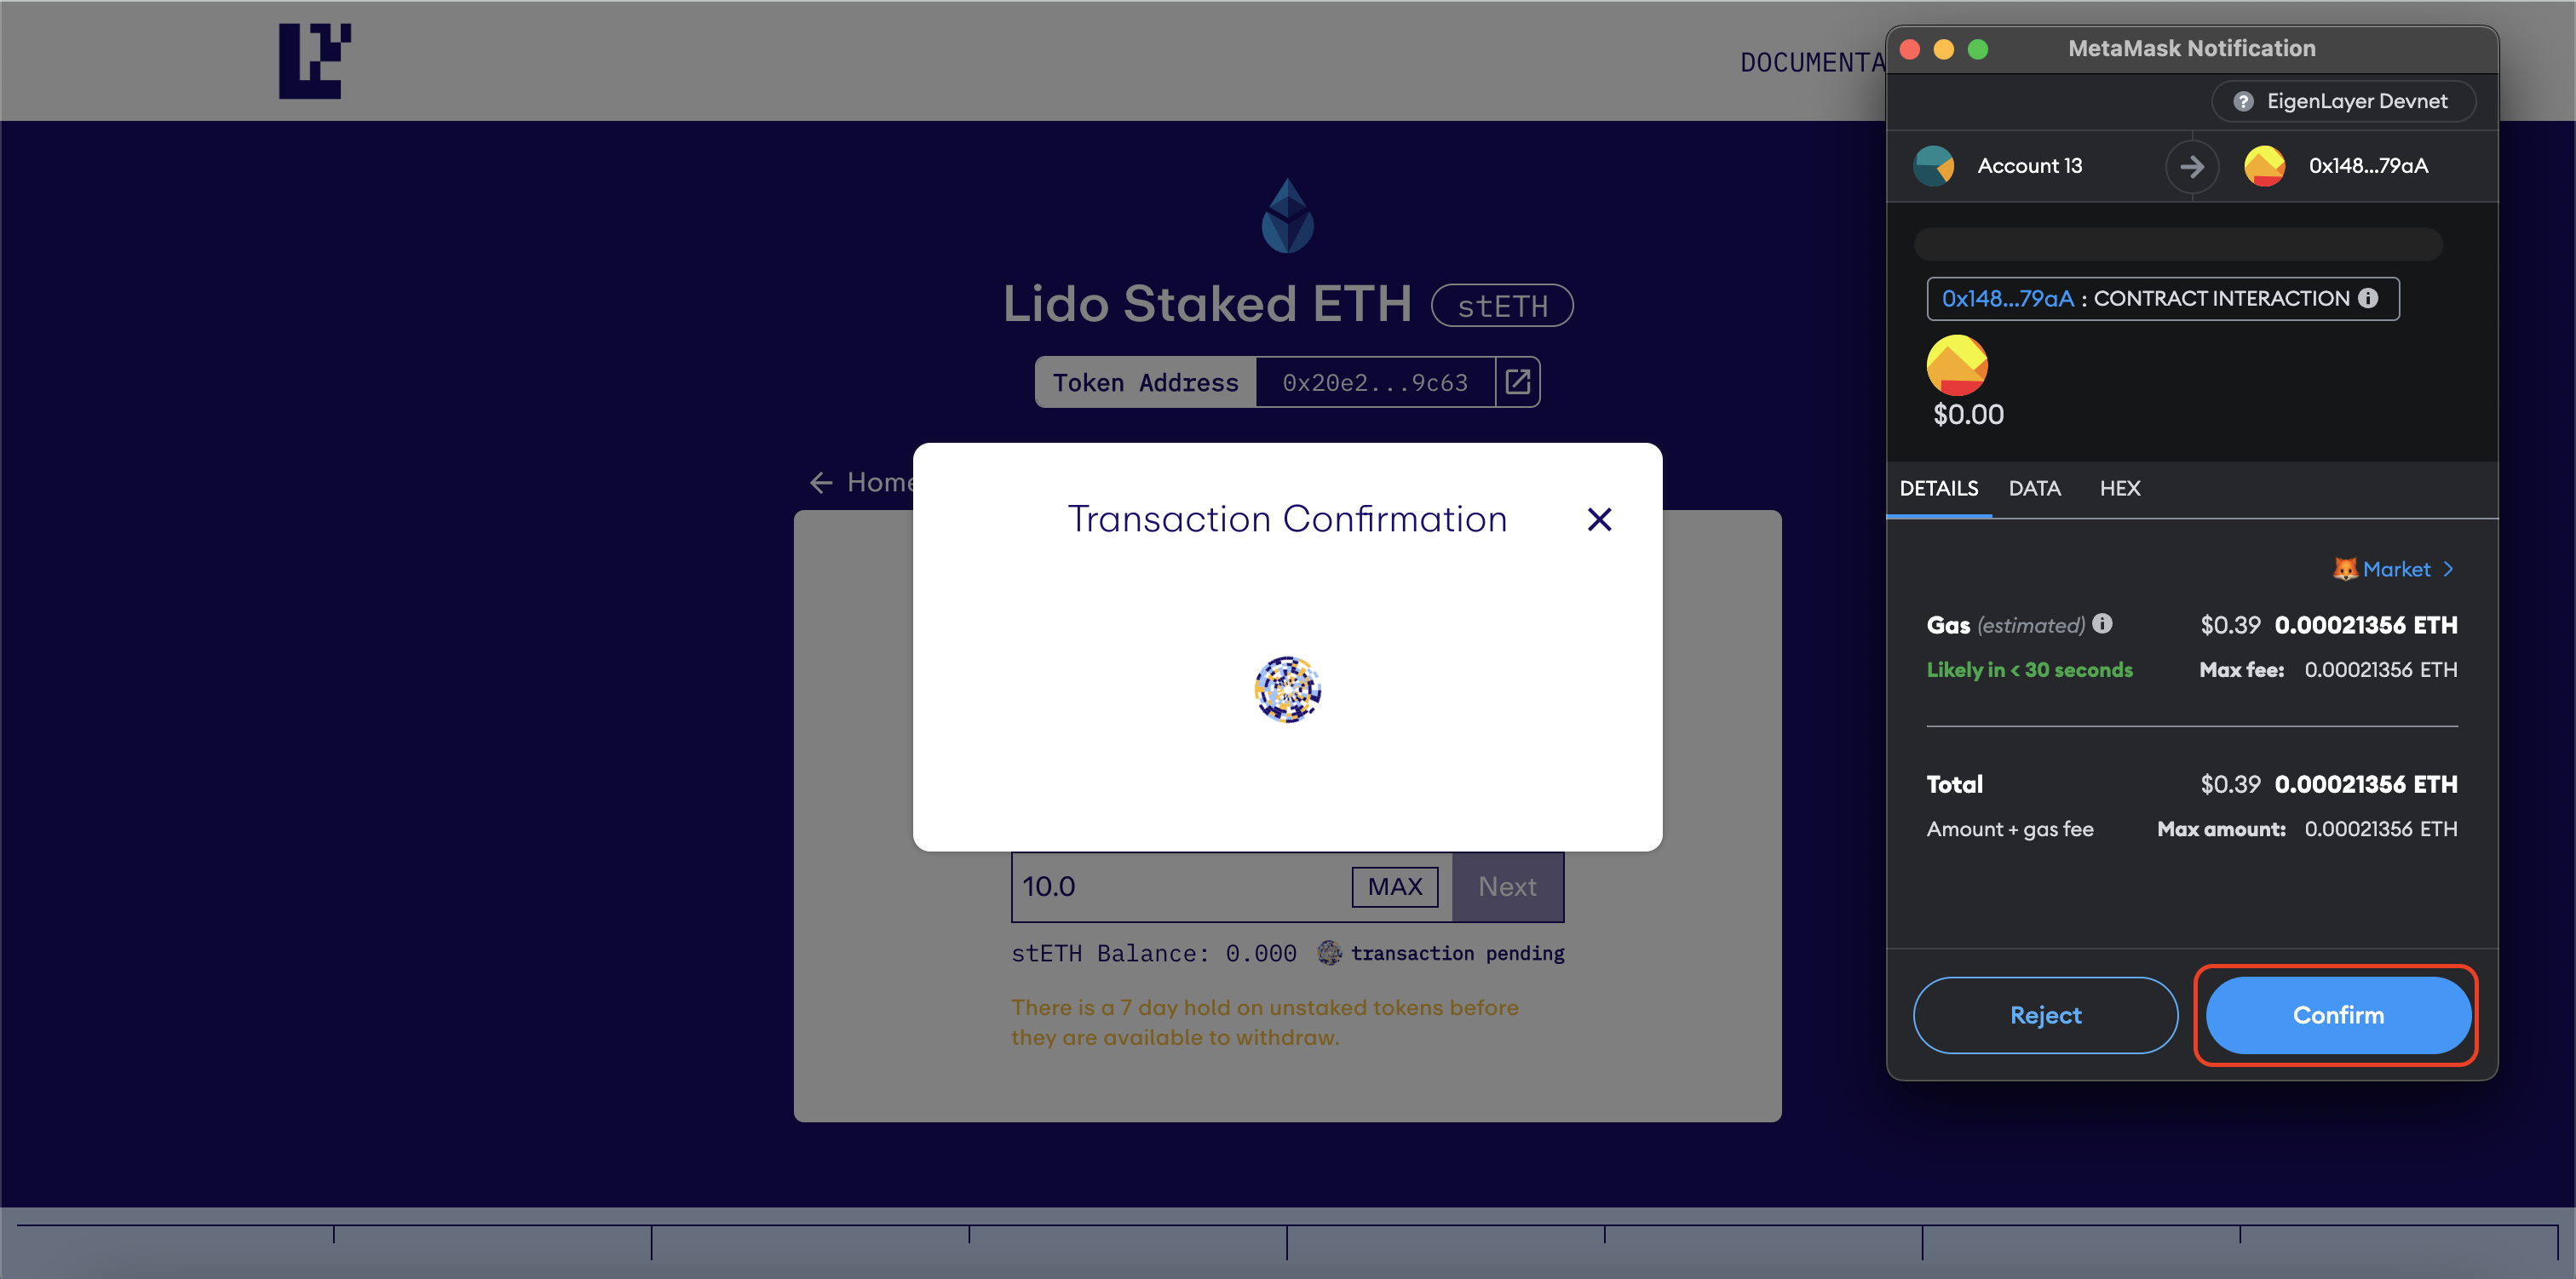 DOCUMENTA
Lido Staked ETH stETH
Token Address 0x20e2...9c63
← Home
Transaction Confirmation
10.0 MAX Next
stETH Balance: 0.000 transaction pending
There is a 7 day hold on unstaked tokens before
they are available to withdraw.
MetaMask Notification
? EigenLayer Devnet
Account 13 0x148...79aA
0x148...79aA : CONTRACT INTERACTION
$0.00
DETAILS DATA HEX
Market >
Gas (estimated) $0.39 0.00021356 ETH
Likely in < 30 seconds Max fee: 0.00021356 ETH
Total $0.39 0.00021356 ETH
Amount + gas fee Max amount: 0.00021356 ETH
Reject Confirm